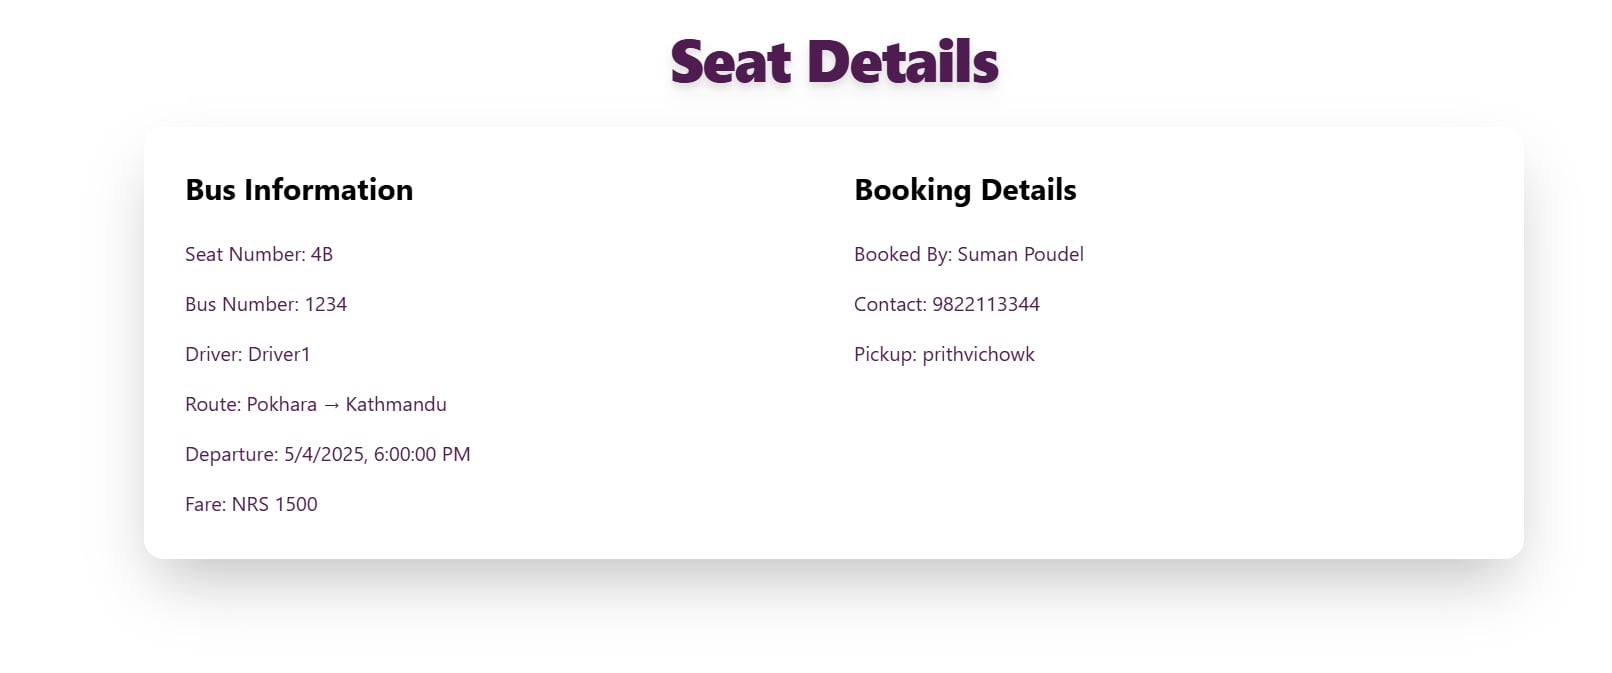 Seat Details
Bus Information
Seat Number: 4B
Bus Number: 1234
Driver: Driver1
Route: Pokhara → Kathmandu
Departure: 5/4/2025, 6:00:00 PM
Fare: NRS 1500
Booking Details
Booked By: Suman Poudel
Contact: 9822113344
Pickup: prithvichowk